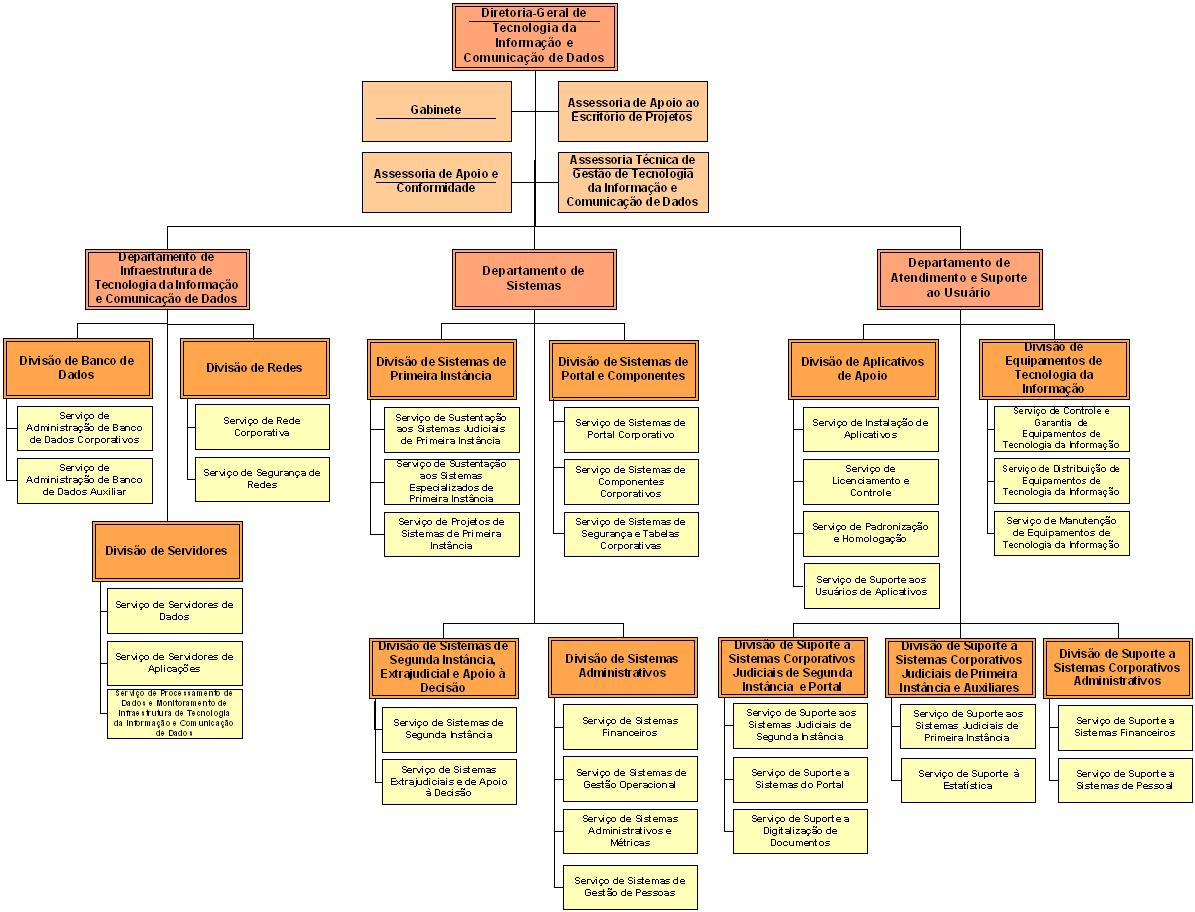 Diretoria-Geral de
Tecnologia da
Informação e
Comunicação de Dados
Gabinete
Assessoria de Apoio ao
Escritório de Projetos
Assessoria de Apoio e
Conformidade
Assessoria Técnica de
Gestão de Tecnologia
da Informação e
Comunicação de Dados
Departamento de
Infraestrutura de
Tecnologia da Informação
e Comunicação de Dados
Departamento de
Sistemas
Departamento de
Atendimento e Suporte
ao Usuário
Divisão de Banco de
Dados
Serviço de
Administração de Banco
de Dados Corporativos
Serviço de
Administração de Banco
de Dados Auxiliar
Divisão de Redes
Serviço de Rede
Corporativa
Serviço de Segurança de
Redes
Divisão de Servidores
Serviço de Servidores de
Dados
Serviço de Servidores de
Aplicações
Serviço de Processamento de
Dados e Monitoramento de
Infraestrutura de Tecnologia
da Informação e Comunicação
de Dados
Divisão de Sistemas de
Primeira Instância
Serviço de Sustentação
aos Sistemas Judiciais
de Primeira Instância
Serviço de Sustentação
aos Sistemas
Especializados de
Primeira Instância
Serviço de Projetos de
Sistemas de Primeira
Instância
Divisão de Sistemas de
Portal e Componentes
Serviço de Sistemas de
Portal Corporativo
Serviço de Sistemas de
Componentes
Corporativos
Serviço de Sistemas de
Segurança e Tabelas
Corporativas
Divisão de Sistemas de
Segunda Instância,
Extrajudicial e Apoio à
Decisão
Serviço de Sistemas de
Segunda Instância
Serviço de Sistemas
Extrajudiciais e de Apoio
à Decisão
Divisão de Sistemas
Administrativos
Serviço de Sistemas
Financeiros
Serviço de Sistemas de
Gestão Operacional
Serviço de Sistemas
Administrativos e
Métricas
Serviço de Sistemas de
Gestão de Pessoas
Divisão de Aplicativos
de Apoio
Serviço de Instalação de
Aplicativos
Serviço de
Licenciamento e
Controle
Serviço de Padronização
e Homologação
Serviço de Suporte aos
Usuários de Aplicativos
Divisão de
Equipamentos de
Tecnologia da
Informação
Serviço de Controle e
Garantia de
Equipamentos de
Tecnologia da Informação
Serviço de Distribuição de
Equipamentos de
Tecnologia da Informação
Serviço de Manutenção
de Equipamentos de
Tecnologia da Informação
Divisão de Suporte a
Sistemas Corporativos
Judiciais de Segunda
Instância e Portal
Serviço de Suporte aos
Sistemas Judiciais de
Segunda Instância
Serviço de Suporte a
Sistemas do Portal
Serviço de Suporte a
Digitalização de
Documentos
Divisão de Suporte a
Sistemas Corporativos
Judiciais de Primeira
Instância e Auxiliares
Serviço de Suporte aos
Sistemas Judiciais de
Primeira Instância
Serviço de Suporte à
Estatística
Divisão de Suporte a
Sistemas Corporativos
Administrativos
Serviço de Suporte a
Sistemas Financeiros
Serviço de Suporte a
Sistemas de Pessoal